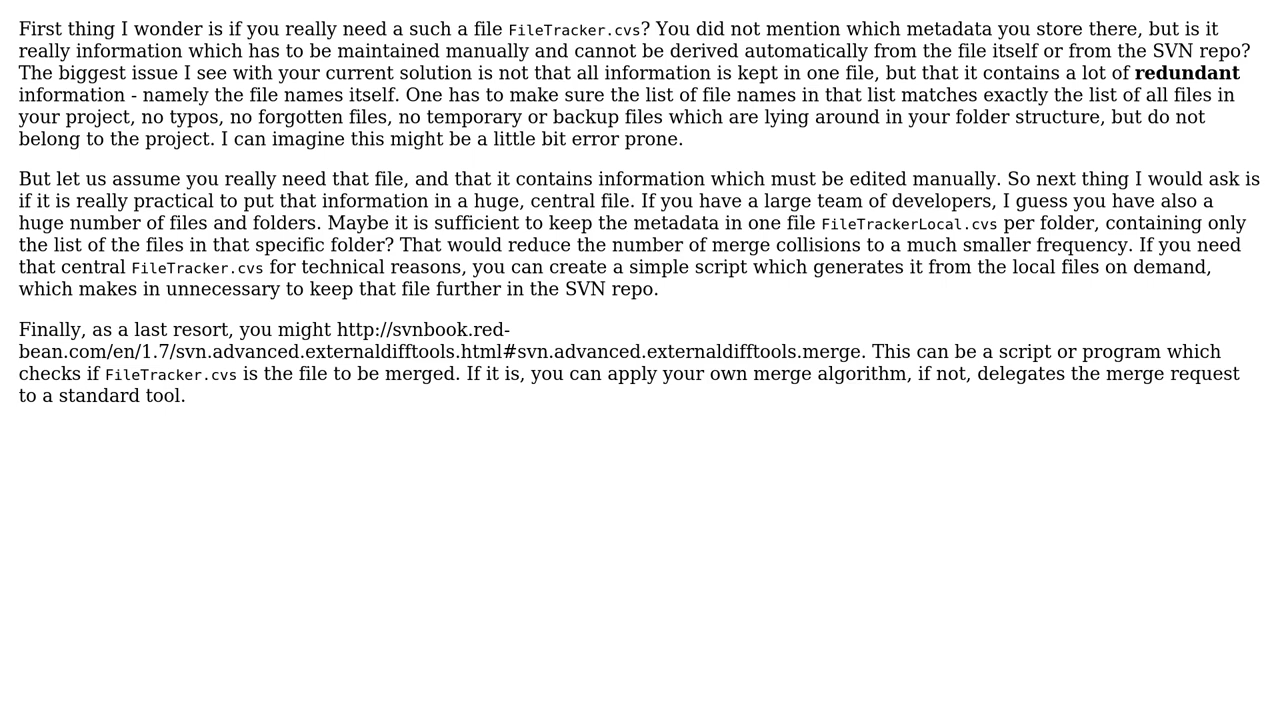 First thing I wonder is if you really need a such a file FileTracker.cvs? You did not mention which metadata you store there, but is it
really information which has to be maintained manually and cannot be derived automatically from the file itself or from the SVN repo?
The biggest issue I see with your current solution is not that all information is kept in one file, but that it contains a lot of redundant
information - namely the file names itself. One has to make sure the list of file names in that list matches exactly the list of all files in
your project, no typos, no forgotten files, no temporary or backup files which are lying around in your folder structure, but do not
belong to the project. I can imagine this might be a little bit error prone.
But let us assume you really need that file, and that it contains information which must be edited manually. So next thing I would ask is
if it is really practical to put that information in a huge, central file. If you have a large team of developers, I guess you have also a
huge number of files and folders. Maybe it is sufficient to keep the metadata in one file FileTrackerLocal.cvs per folder, containing only
the list of the files in that specific folder? That would reduce the number of merge collisions to a much smaller frequency. If you need
that central FileTracker.cvs for technical reasons, you can create a simple script which generates it from the local files on demand,
which makes in unnecessary to keep that file further in the SVN repo.
Finally, as a last resort, you might http://svnbook.red-
bean.com/en/1.7/svn.advanced.externaldifftools.html#svn.advanced.externaldifftools.merge. This can be a script or program which
checks if FileTracker.cvs is the file to be merged. If it is, you can apply your own merge algorithm, if not, delegates the merge request
to a standard tool.